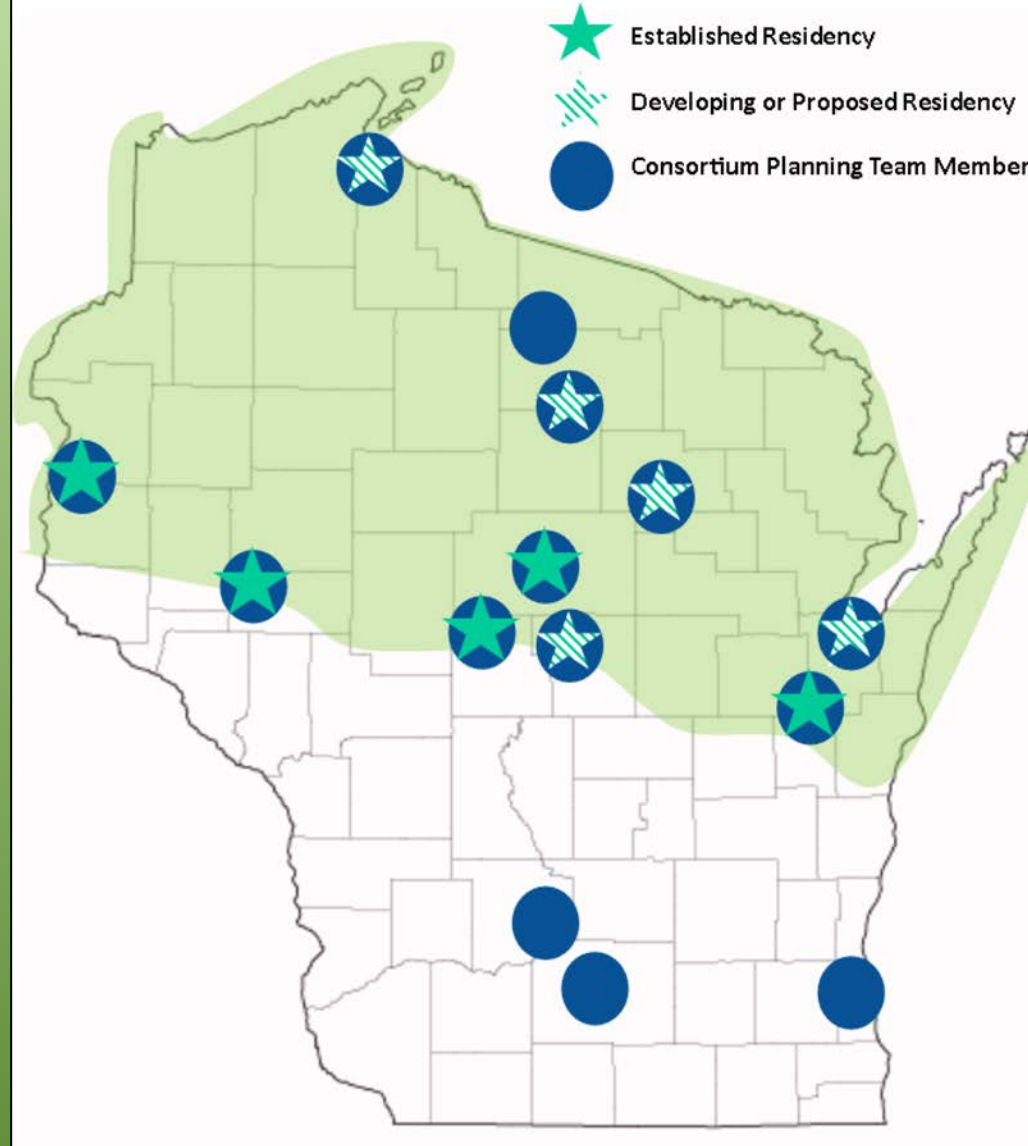 Established Residency
Developing or Proposed Residency
Consortium Planning Team Member